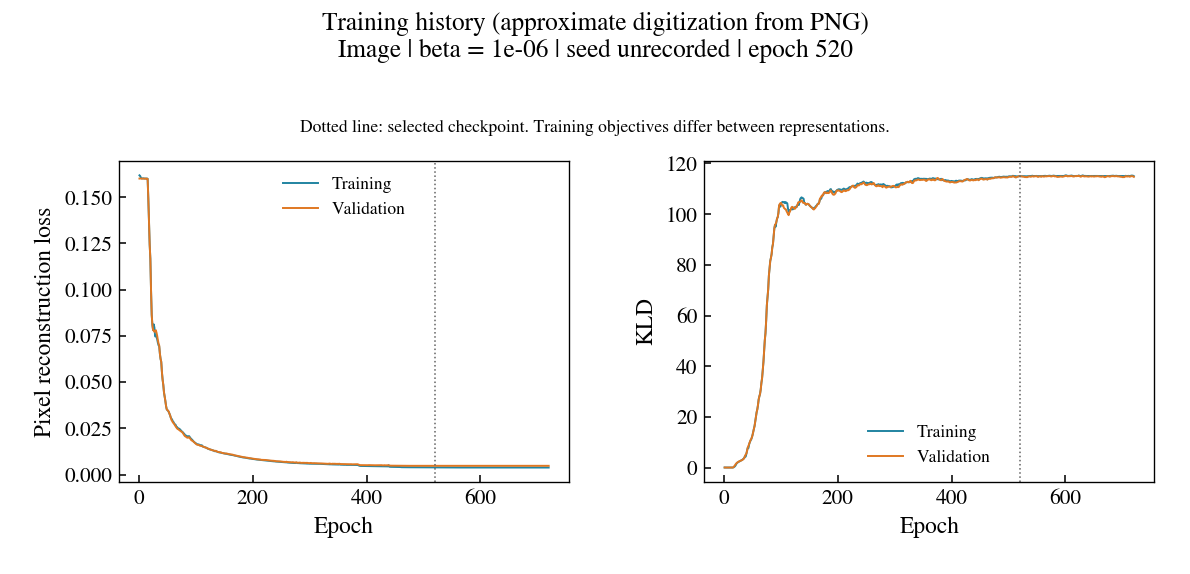 Training history (approximate digitization from PNG)
Image | beta = 1e-06 | seed unrecorded | epoch 520
Dotted line: selected checkpoint. Training objectives differ between representations.
Pixel reconstruction loss
0.150
0.125
0.100
0.075
0.050
0.025
0.000
Training
Validation
0 200 400 600
Epoch
KLD
120
100
80
60
40
20
0
Training
Validation
0 200 400 600
Epoch